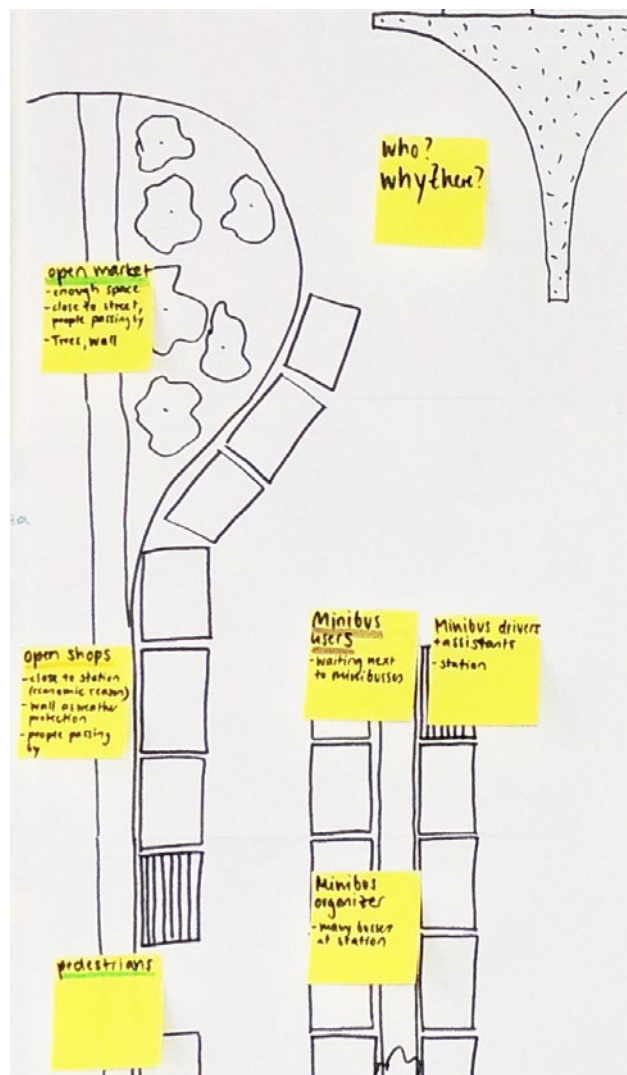 who?
why there?
open market
- enough space
- close to street,
people passing by
- Trees, wall
Minibus
users
- waiting next
to minibusses
Minibus drivers
+ assistants
- station
open shops
- close to station
(economic reason)
- wall as weather
protection
- people passing
by
Minibus
organizer
- many busses
at station
pedestrians